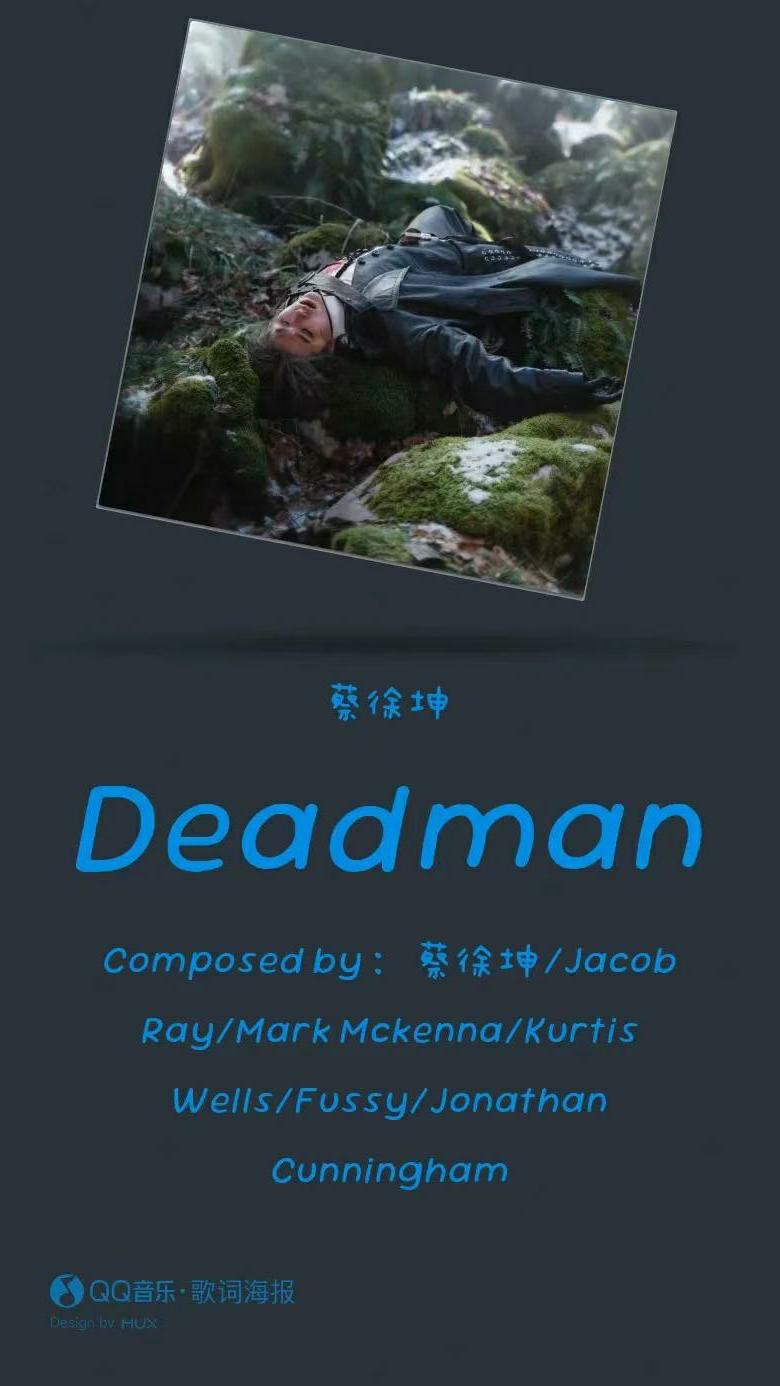 蔡徐坤
Deadman
Composed by： 蔡徐坤/Jacob
Ray/Mark Mckenna/Kurtis
Wells/Fussy/Jonathan
Cunningham
QQ音乐·歌词海报
Design by HUX